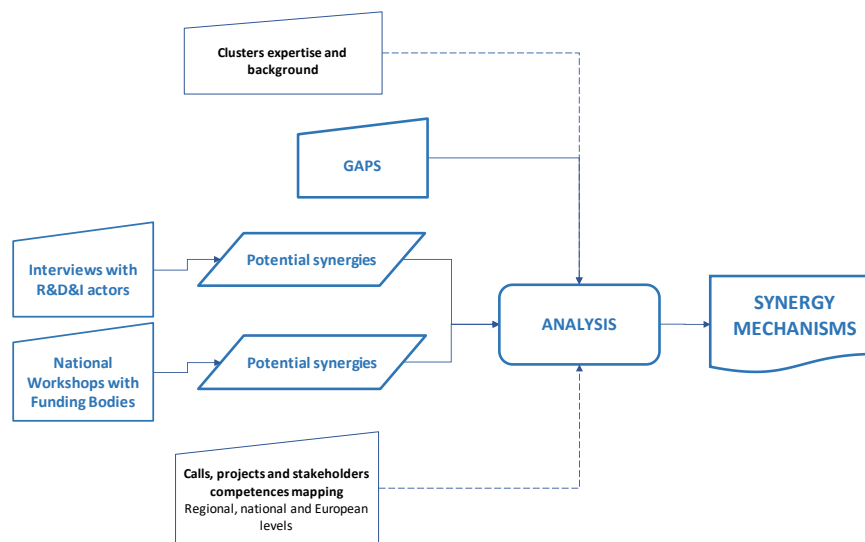 Clusters expertise and
background
GAPS
Interviews with
R&D&I actors
Potential synergies
National
Workshops with
Funding Bodies
Potential synergies
ANALYSIS
SYNERGY
MECHANISMS
Calls, projects and stakeholders
competences mapping
Regional, national and European
levels